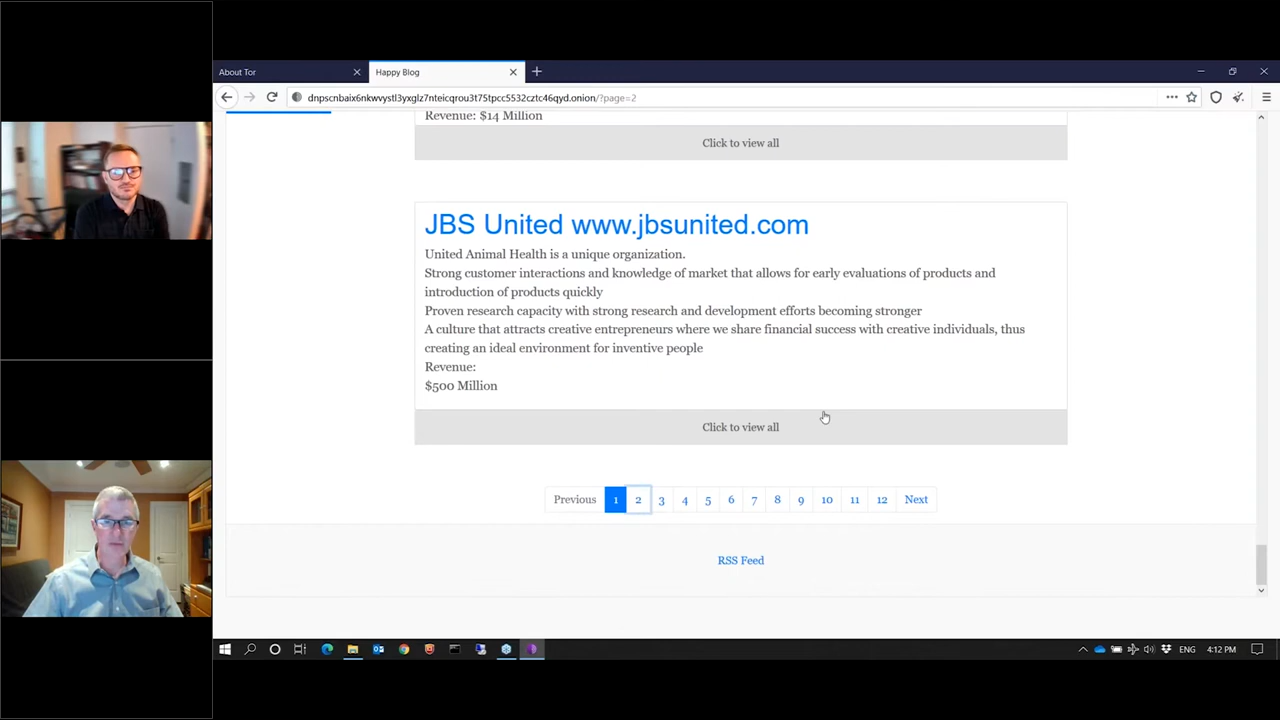 About Tor
Happy Blog
dnpscnbaix6nkwvystl3yxglz7nteicqrou3t75tpcc5532cztc46qyd.onion/?page=2
Revenue: $14 Million
Click to view all
JBS United www.jbsunited.com
United Animal Health is a unique organization.
Strong customer interactions and knowledge of market that allows for early evaluations of products and
introduction of products quickly
Proven research capacity with strong research and development efforts becoming stronger
A culture that attracts creative entrepreneurs where we share financial success with creative individuals, thus
creating an ideal environment for inventive people
Revenue:
$500 Million
Click to view all
Previous 1 2 3 4 5 6 7 8 9 10 11 12 Next
RSS Feed
ENG 4:12 PM